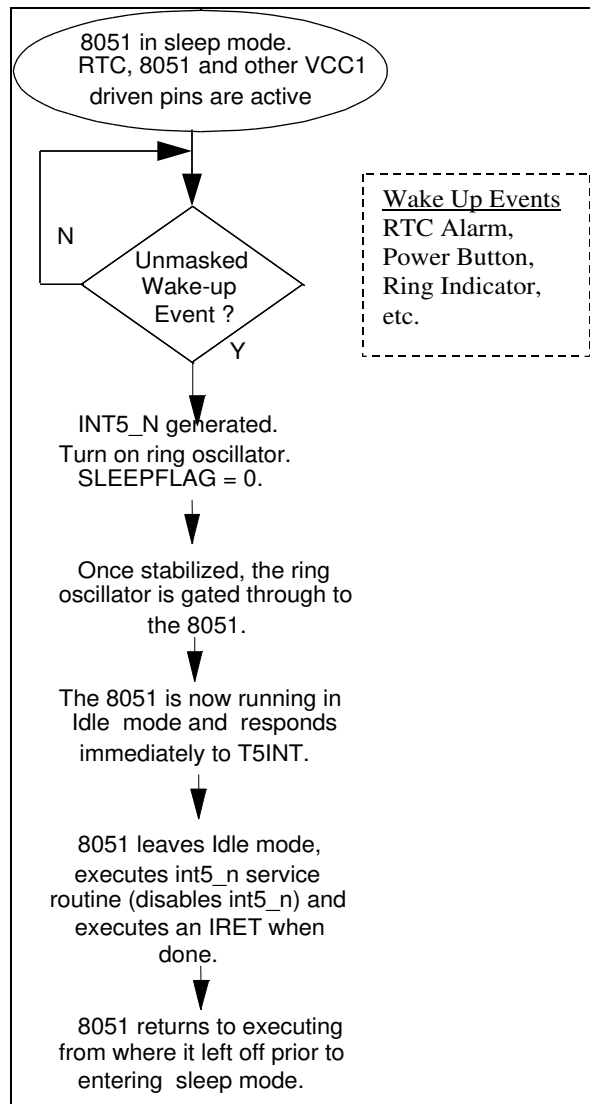 8051 in sleep mode.
RTC, 8051 and other VCC1
driven pins are active
N
Unmasked
Wake-up
Event ?
Y
Wake Up Events
RTC Alarm,
Power Button,
Ring Indicator,
etc.
INT5_N generated.
Turn on ring oscillator.
SLEEPFLAG = 0.
Once stabilized, the ring
oscillator is gated through to
the 8051.
The 8051 is now running in
Idle mode and responds
immediately to T5INT.
8051 leaves Idle mode,
executes int5_n service
routine (disables int5_n) and
executes an IRET when
done.
8051 returns to executing
from where it left off prior to
entering sleep mode.